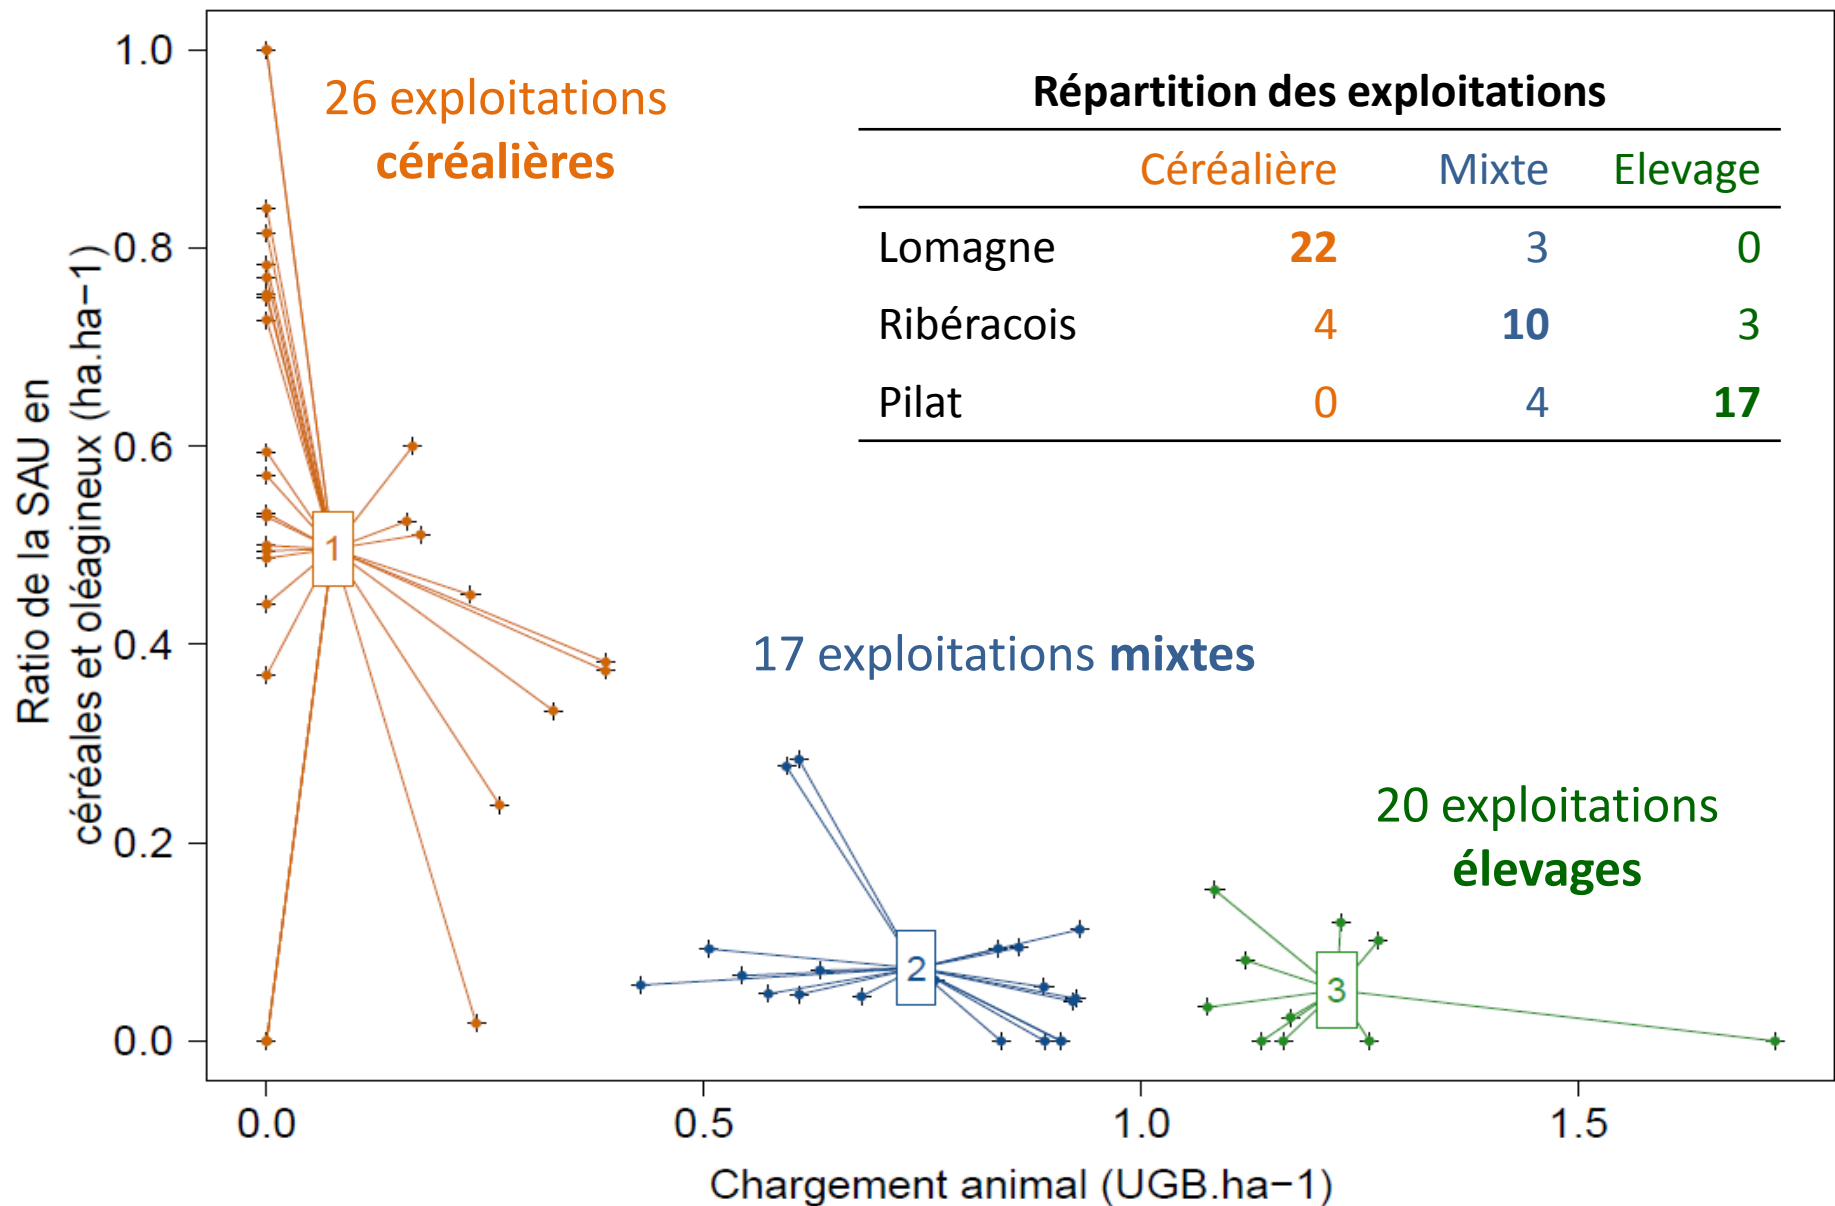 26 exploitations
céréalières
Répartition des exploitations
Céréalière Mixte Elevage
Lomagne 22 3 0
Ribéracois 4 10 3
Pilat 0 4 17
17 exploitations mixtes
20 exploitations
élevages
1
2
3
Ratio de la SAU en
céréales et oléagineux (ha.ha−1)
1.0
0.8
0.6
0.4
0.2
0.0
0.0 0.5 1.0 1.5
Chargement animal (UGB.ha−1)